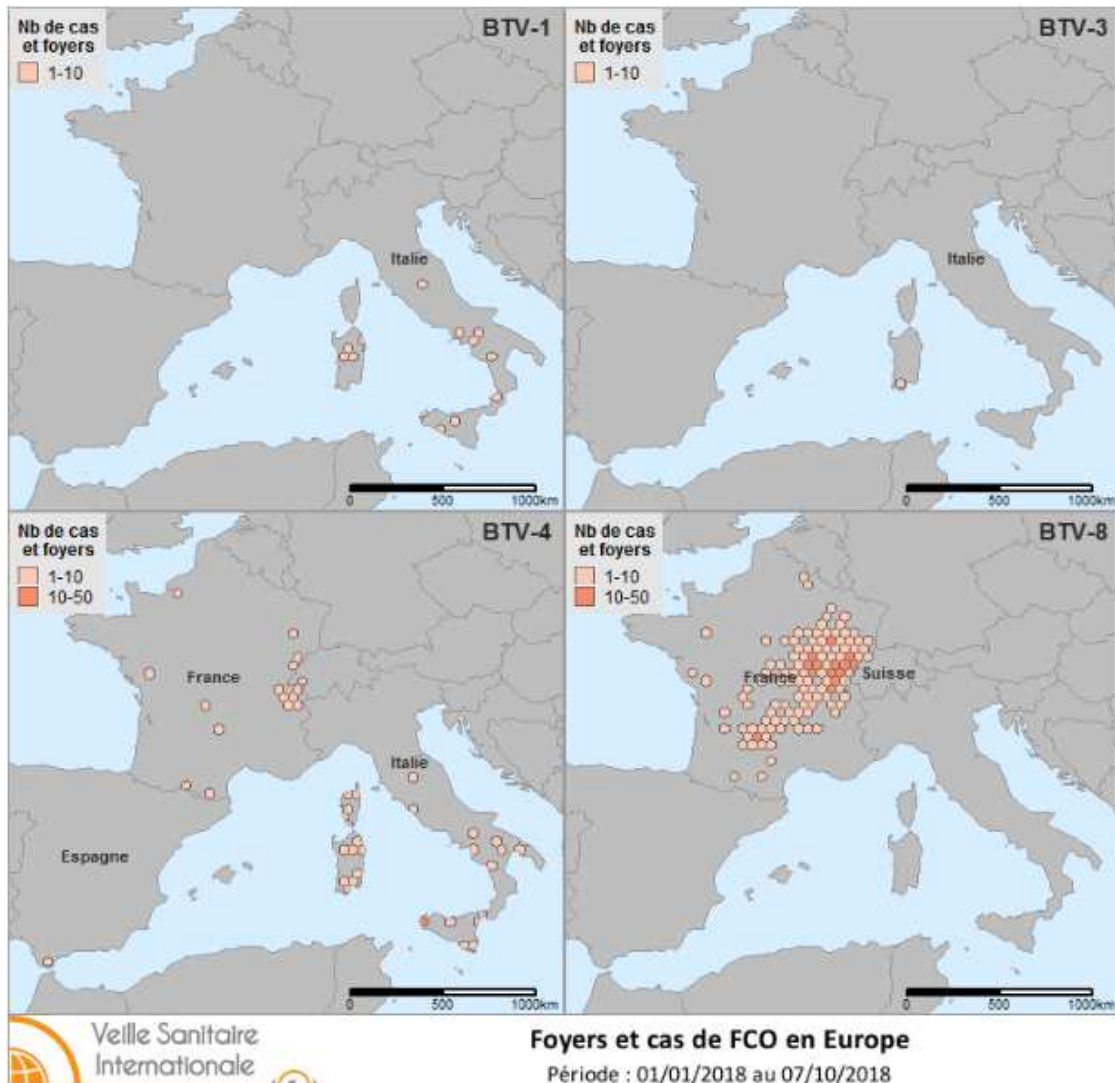 Nb de cas
et foyers
1-10
BTV-1
Italie
0 500 1000km
Nb de cas
et foyers
1-10
BTV-3
Italie
0 500 1000km
Nb de cas
et foyers
1-10
10-50
BTV-4
France
Italie
Espagne
0 500 1000km
Nb de cas
et foyers
1-10
10-50
BTV-8
France
Suisse
0 500 1000km
Veille Sanitaire
Internationale
Foyers et cas de FCO en Europe
Période : 01/01/2018 au 07/10/2018